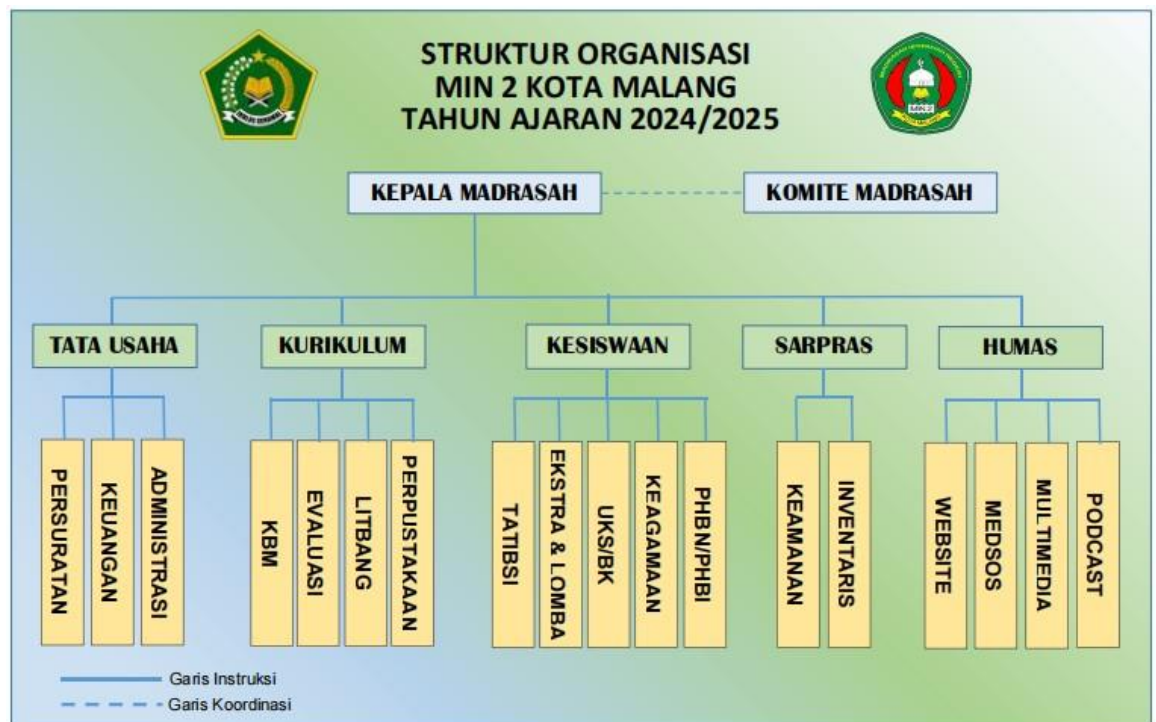 STRUKTUR ORGANISASI
MIN 2 KOTA MALANG
TAHUN AJARAN 2024/2025
MIN 2
KEPALA MADRASAH
KOMITE MADRASAH
TATA USAHA
KURIKULUM
KESISWAAN
SARPRAS
HUMAS
PERSURATAN
KEUANGAN
ADMINISTRASI
KBM
EVALUASI
LITBANG
PERPUSTAKAAN
TATIBSI
EKSTRA & LOMBA
UKS/BK
KEAGAMAAN
PHBN/PHBI
KEAMANAN
INVENTARIS
WEBSITE
MEDSOS
MULTIMEDIA
PODCAST
Garis Instruksi
Garis Koordinasi